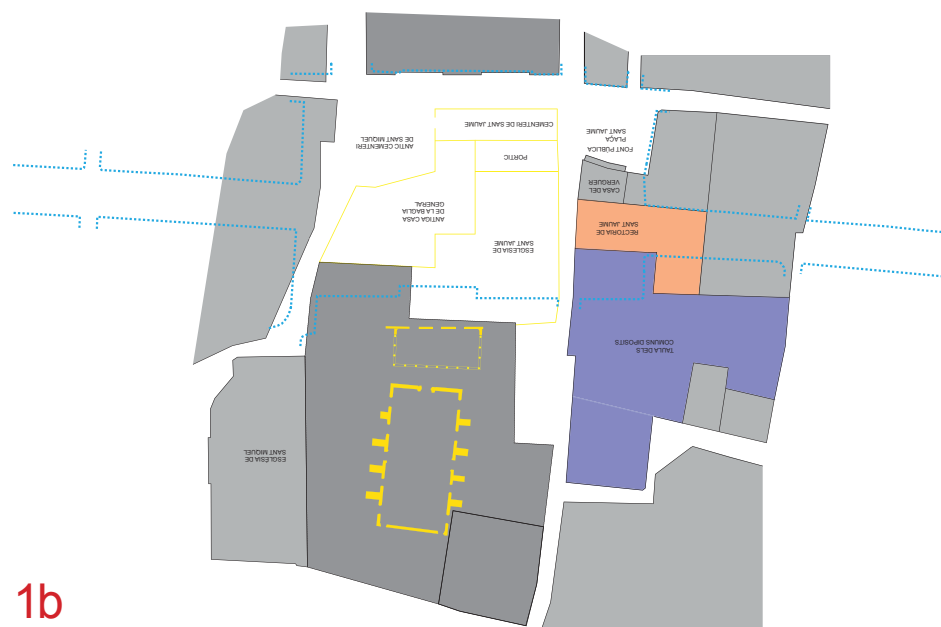 CEMENTERI DE SANT JAUME
ANTIC CEMENTERI
DE SANT MIQUEL
PORTIC
FONT PÚBLICA
PLAÇA
SANT JAUME
CASA DEL
VERGUER
ANTIGA CASA
DE LA BAGLIA
GENERAL
ESGLESIA DE
SANT JAUME
RECTORIA DE
SANT JAUME
TAULA DELS
COMUNS DIPOSITS
ESGLÉSIA DE
SANT MIQUEL
1b